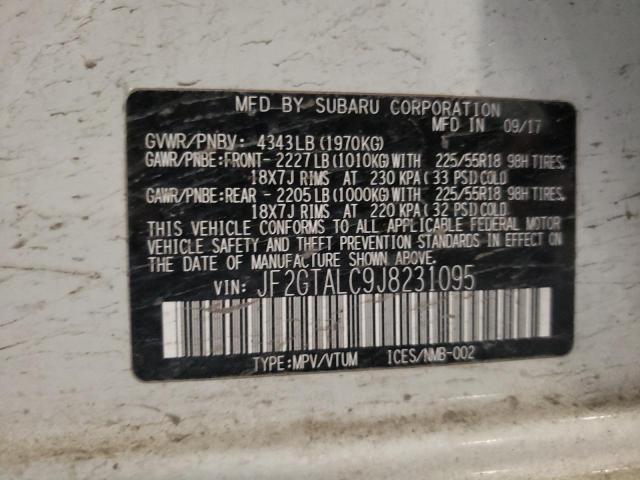 MFD BY SUBARU CORPORATION
MFD IN 09/17
GVWR/PNBV: 4343LB(1970KG)
GAWR/PNBE:FRONT- 2227LB(1010KG)WITH 225/55R18 98H TIRES,
18X7J RIMS AT 230 KPA(33 PSI)COLD
GAWR/PNBE:REAR - 2205LB(1000KG)WITH 225/55R18 98H TIRES,
18X7J RIMS AT 220 KPA(32 PSI)COLD
THIS VEHICLE CONFORMS TO ALL APPLICABLE FEDERAL MOTOR
VEHICLE SAFETY AND THEFT PREVENTION STANDARDS IN EFFECT ON
THE DATE OF MANUFACTURE SHOWN ABOVE.
VIN: JF2GTALC9J8231095
TYPE:MPV/VTUM ICES/NMB-002